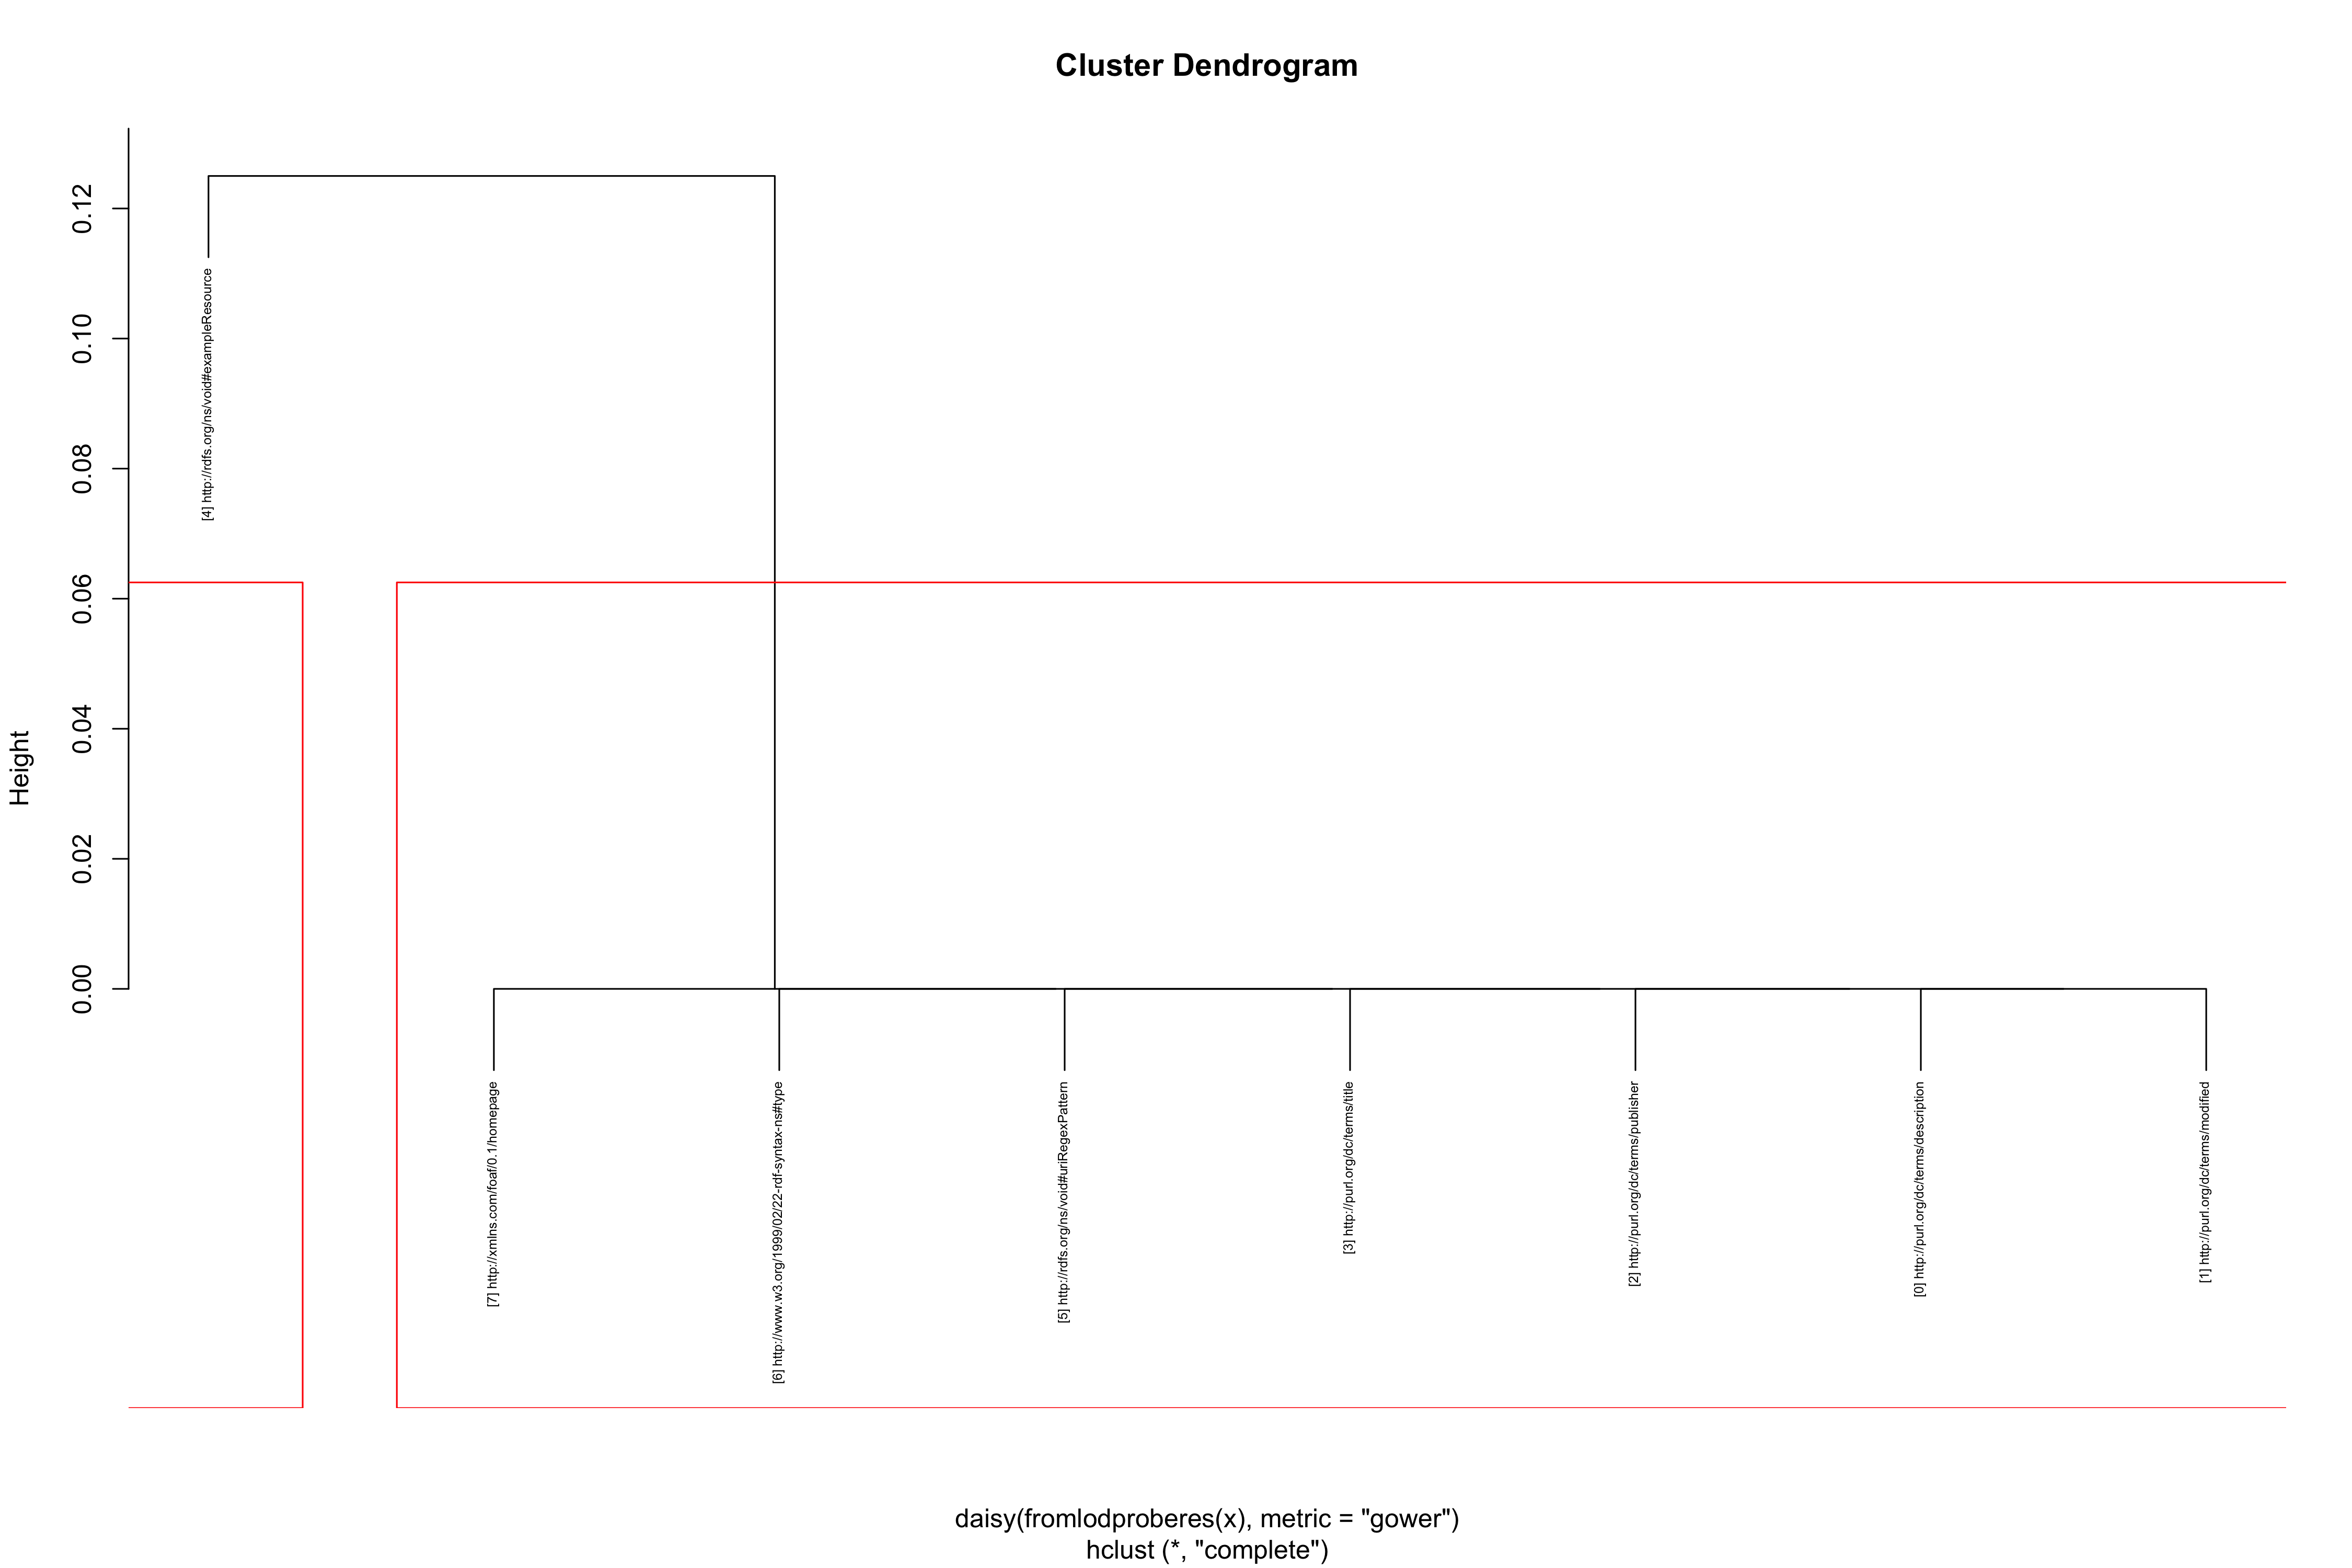 Cluster Dendrogram
Height
0.12
0.10
0.08
0.06
0.04
0.02
0.00
[4] http://rdfs.org/ns/void#exampleResource
[7] http://xmlns.com/foaf/0.1/homepage
[6] http://www.w3.org/1999/02/22-rdf-syntax-ns#type
[5] http://rdfs.org/ns/void#uriRegexPattern
[3] http://purl.org/dc/terms/title
[2] http://purl.org/dc/terms/publisher
[0] http://purl.org/dc/terms/description
[1] http://purl.org/dc/terms/modified
daisy(fromlodproberes(x), metric = "gower")
hclust (*, "complete")